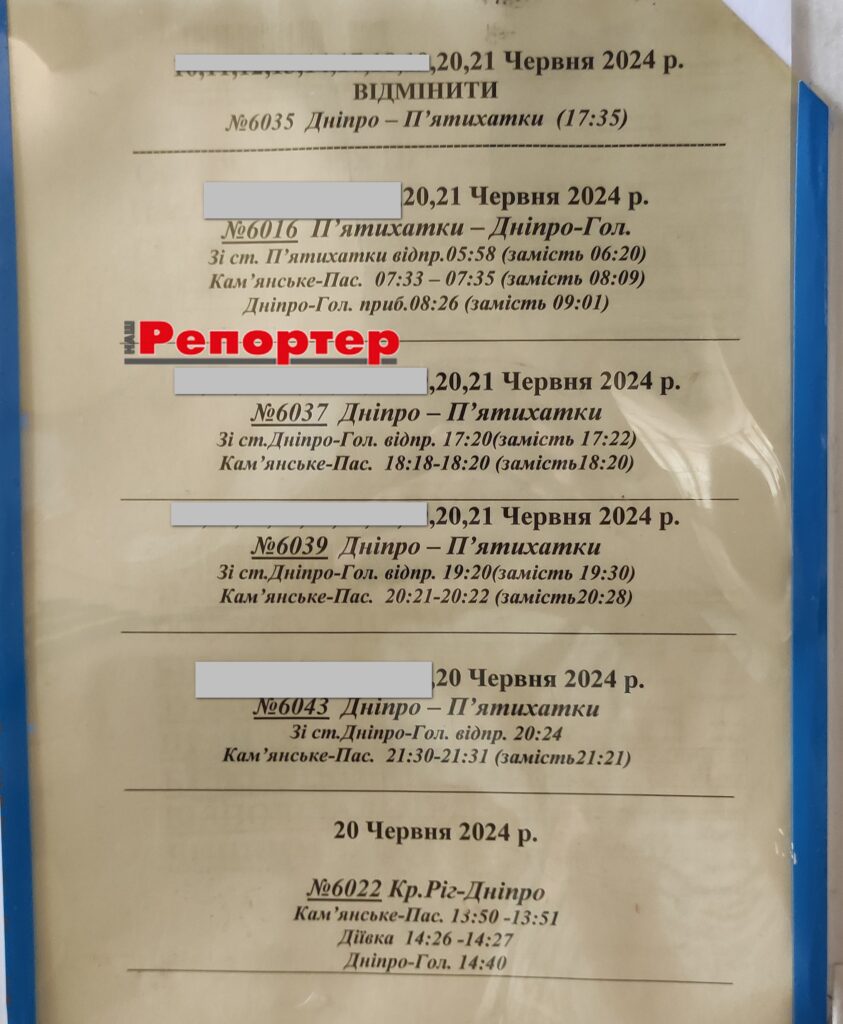 ,20,21 Червня 2024 р.
ВІДМІНИТИ
№6035 Дніпро – П’ятихатки (17:35)
20,21 Червня 2024 р.
№6016 П’ятихатки – Дніпро-Гол.
Зі ст. П’ятихатки відпр.05:58 (замість 06:20)
Кам’янське-Пас. 07:33 – 07:35 (замість 08:09)
Дніпро-Гол. приб.08:26 (замість 09:01)
НАШ Репортер
,20,21 Червня 2024 р.
№6037 Дніпро – П’ятихатки
Зі ст.Дніпро-Гол. відпр. 17:20(замість 17:22)
Кам’янське-Пас. 18:18-18:20 (замість18:20)
,20,21 Червня 2024 р.
№6039 Дніпро – П’ятихатки
Зі ст.Дніпро-Гол. відпр. 19:20(замість 19:30)
Кам’янське-Пас. 20:21-20:22 (замість20:28)
,20 Червня 2024 р.
№6043 Дніпро – П’ятихатки
Зі ст.Дніпро-Гол. відпр. 20:24
Кам’янське-Пас. 21:30-21:31 (замість21:21)
20 Червня 2024 р.
№6022 Кр.Ріг-Дніпро
Кам’янське-Пас. 13:50 -13:51
Діївка 14:26 -14:27
Дніпро-Гол. 14:40